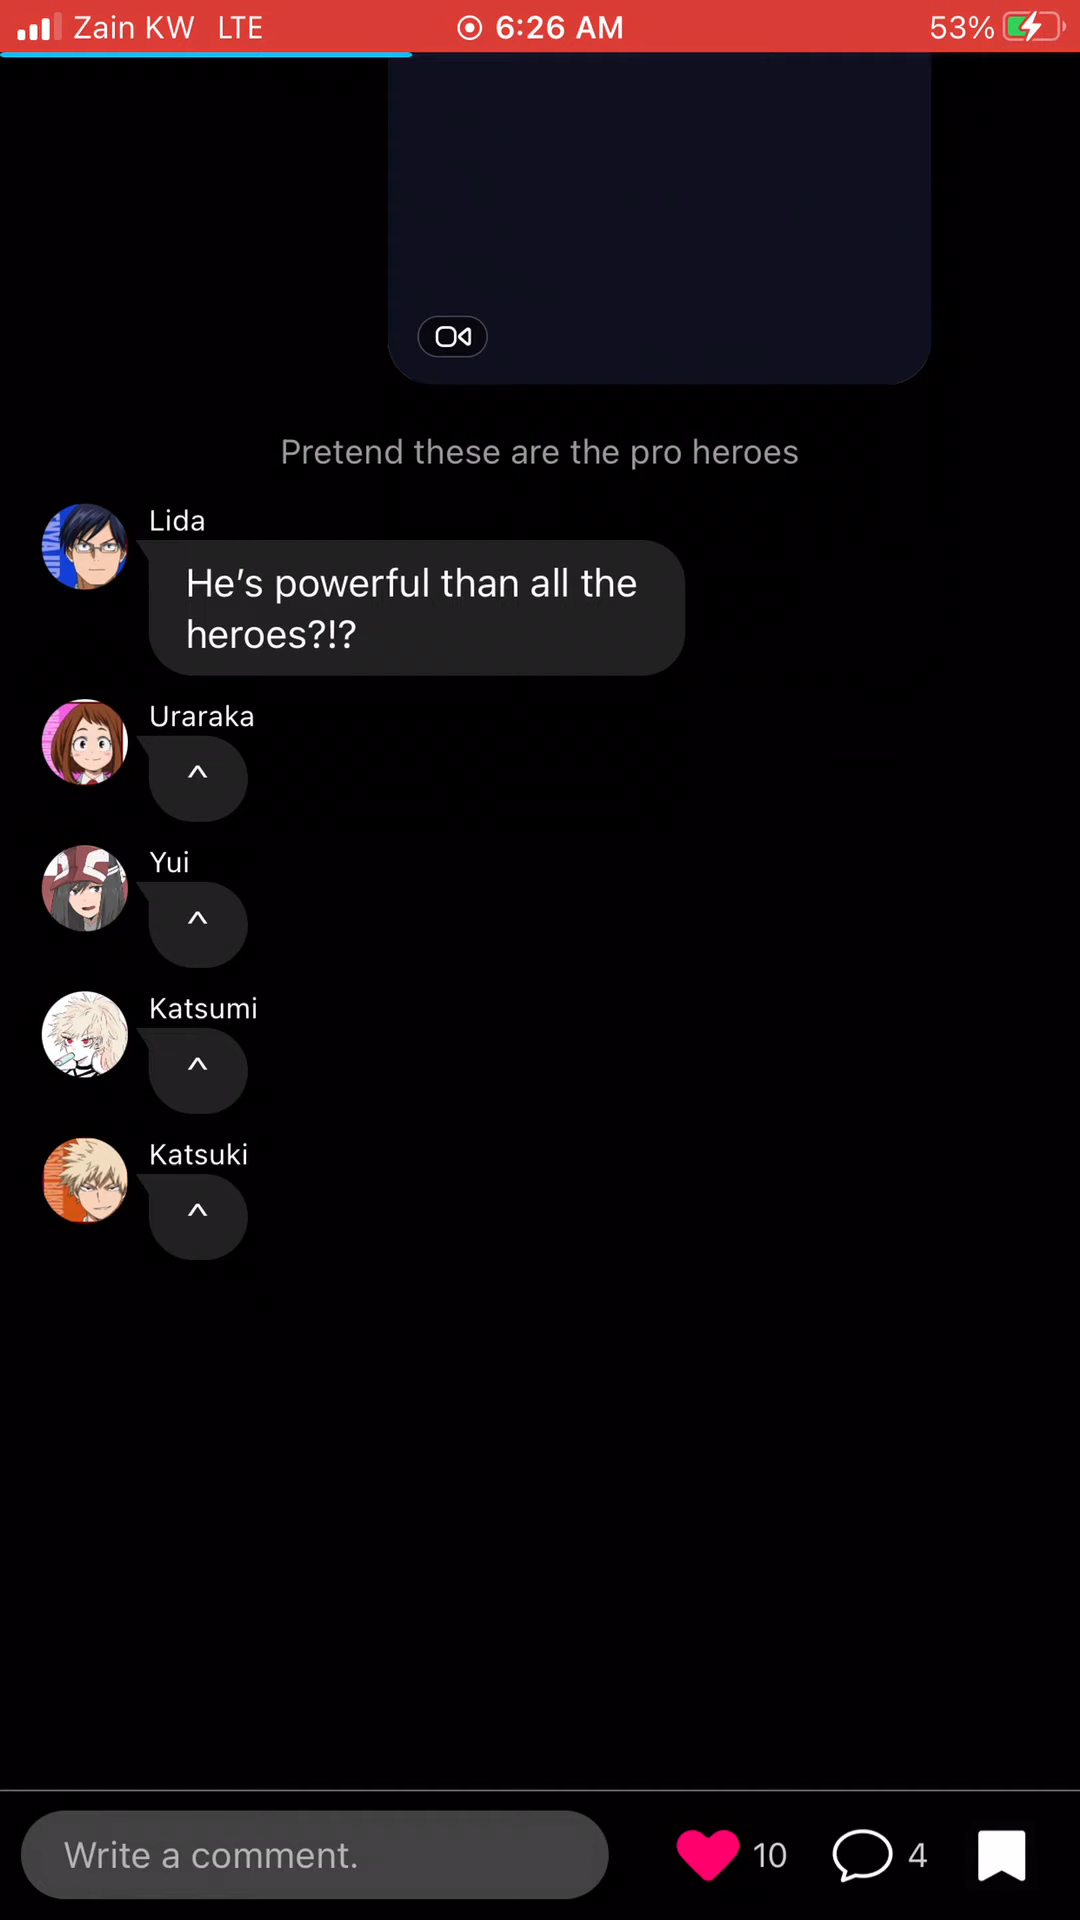 Zain KW LTE 6:26 AM 53%
Pretend these are the pro heroes
Lida
He's powerful than all the
heroes?!?
Uraraka
^
Yui
^
Katsumi
^
Katsuki
^
Write a comment. 10 4